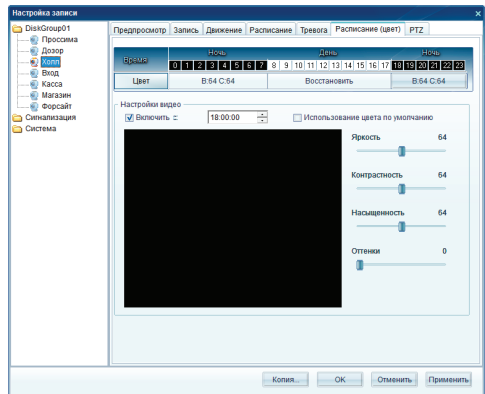 Настройка записи
DiskGroup01
Проссима
Дозор
Холл
Вход
Касса
Магазин
Форсайт
Сигнализация
Система
Предпросмотр Запись Движение Расписание Тревога Расписание (цвет) PTZ
Время Ночь День Ночь
0 1 2 3 4 5 6 7 8 9 10 11 12 13 14 15 16 17 18 19 20 21 22 23
Цвет B:64 C:64 Восстановить B:64 C:64
Настройки видео
Включить = 18:00:00 Использование цвета по умолчанию
Яркость 64
Контрастность 64
Насыщенность 64
Оттенки 0
Копия... OK Отменить Применить